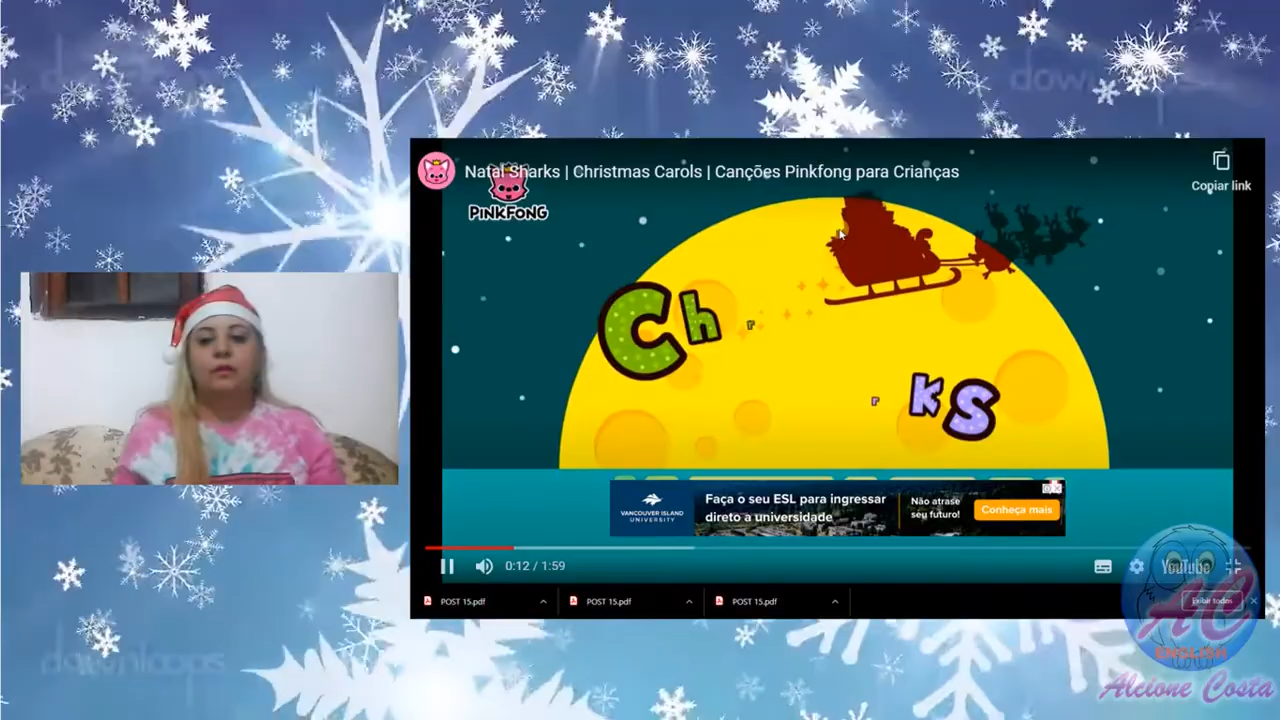 downloops
Natal Sharks | Christmas Carols | Canções Pinkfong para Crianças
Copiar link
PINKFONG
Ch r
r kS
VANCOUVER ISLAND
UNIVERSITY
Faça o seu ESL para ingressar
direto a universidade
Não atrase
seu futuro!
Conheça mais
0:12 / 1:59
YouTube
POST 15.pdf
POST 15.pdf
POST 15.pdf
Exibir todos
AC
ENGLISH
Alcione Costa
downloops